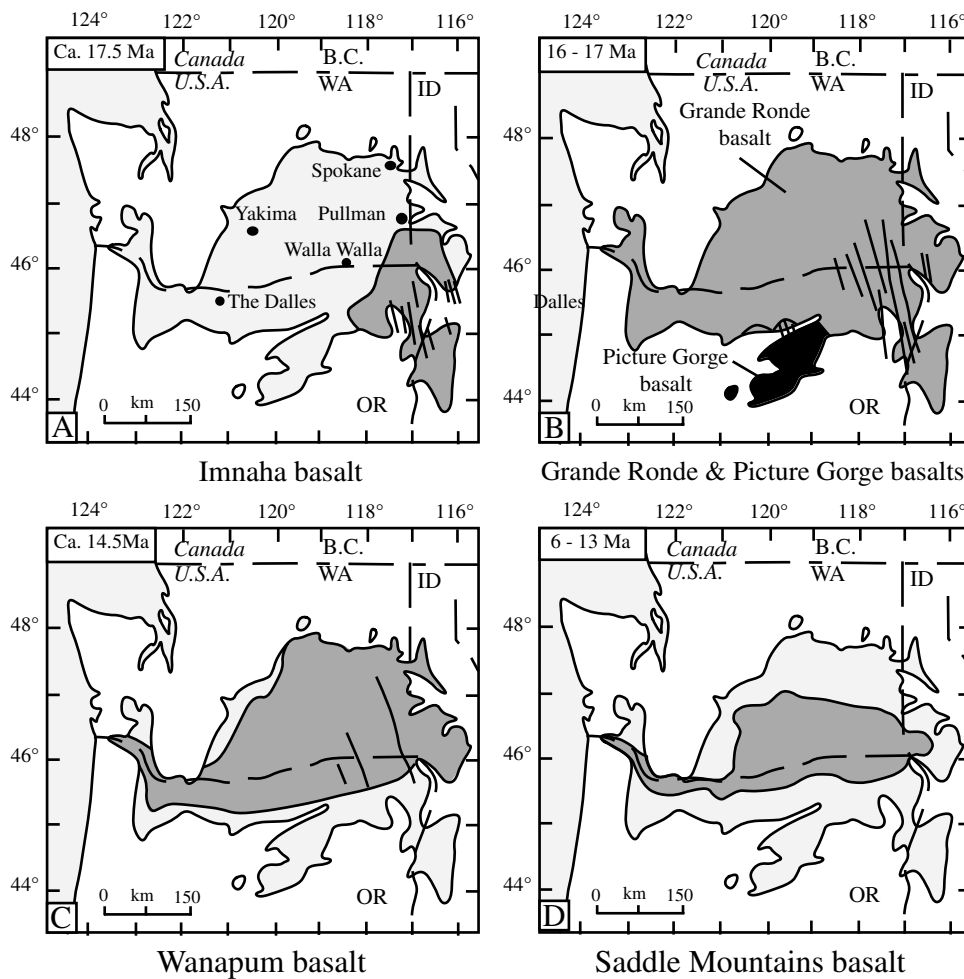 124° 122° 120° 118° 116°
Ca. 17.5 Ma
Canada B.C.
U.S.A. WA ID
48°
Spokane
Yakima Pullman
Walla Walla
46°
The Dalles
0 km 150
OR
44°
A
Imnaha basalt
124° 122° 120° 118° 116°
16 - 17 Ma
Canada B.C.
U.S.A. WA ID
Grande Ronde
basalt
Dalles
Picture Gorge
basalt
0 km 150
OR
B
Grande Ronde & Picture Gorge basalts
124° 122° 120° 118° 116°
Ca. 14.5Ma
Canada B.C.
U.S.A. WA ID
48°
46°
44°
0 km 150
OR
C
Wanapum basalt
124° 122° 120° 118° 116°
6 - 13 Ma
Canada B.C.
U.S.A. WA ID
48°
46°
44°
0 km 150
OR
D
Saddle Mountains basalt